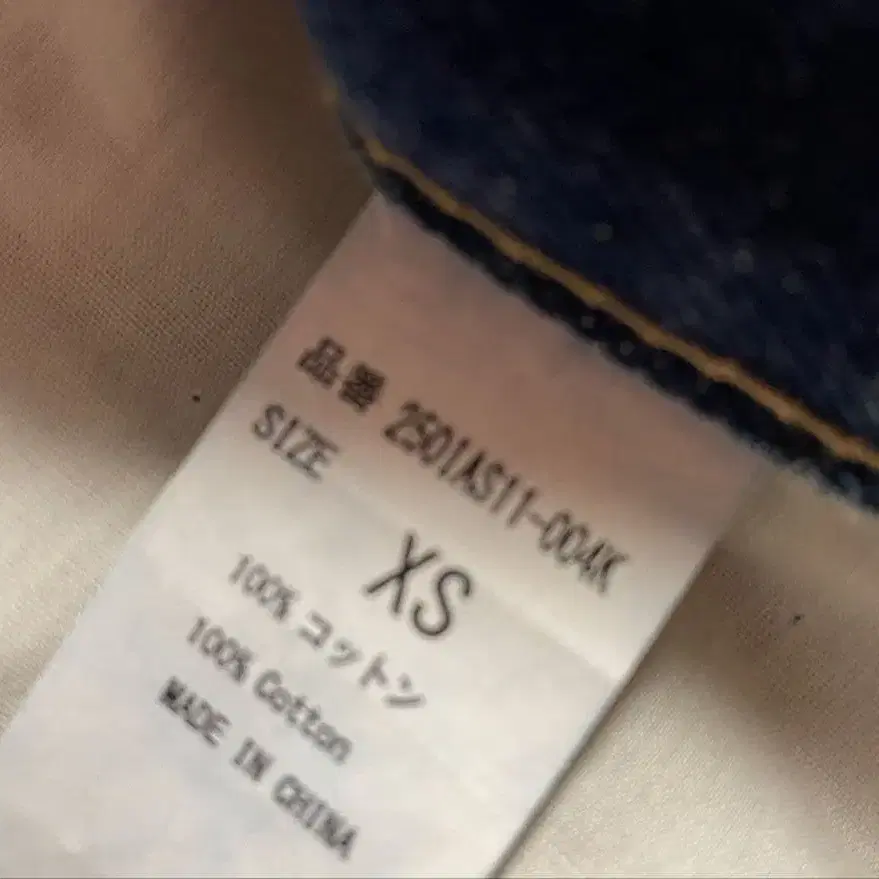 品番 2501AS11-004K
SIZE
XS
100% コットン
100% Cotton
MADE IN CHINA